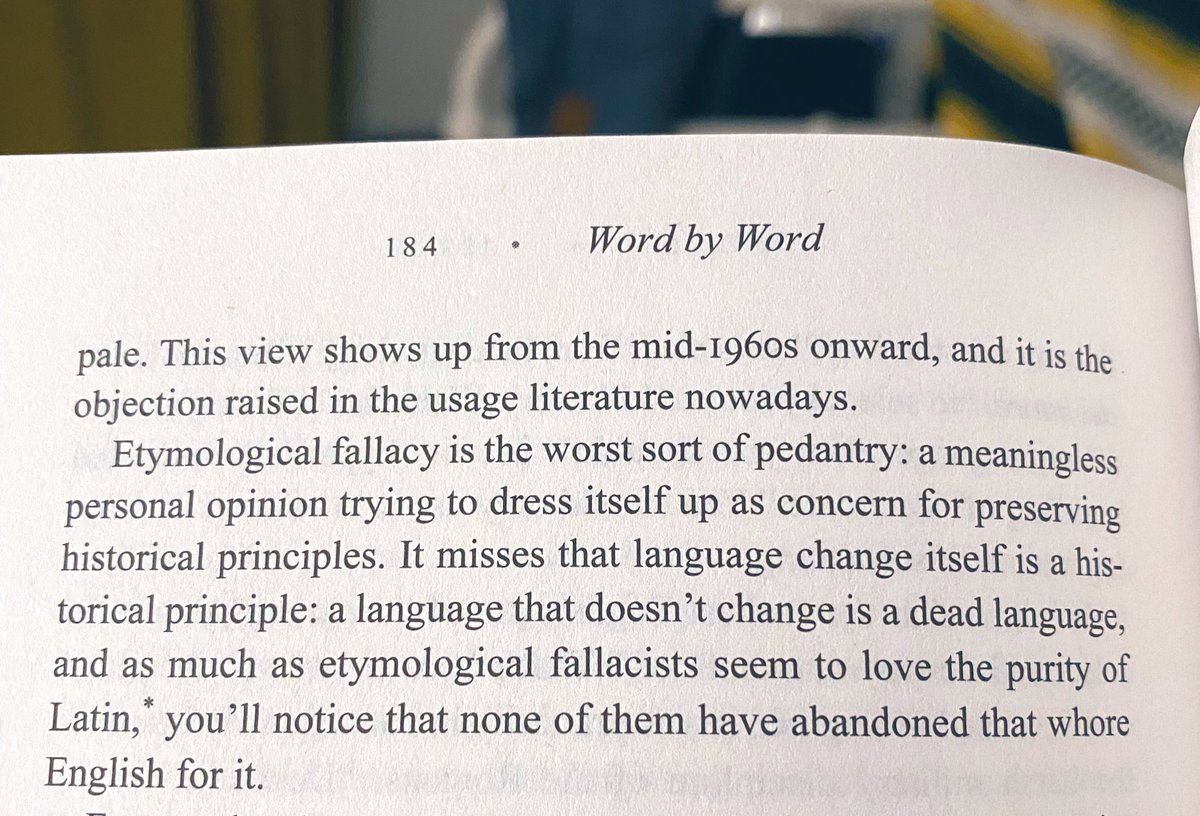 184 • Word by Word
pale. This view shows up from the mid-1960s onward, and it is the
objection raised in the usage literature nowadays.
Etymological fallacy is the worst sort of pedantry: a meaningless
personal opinion trying to dress itself up as concern for preserving
historical principles. It misses that language change itself is a his-
torical principle: a language that doesn’t change is a dead language,
and as much as etymological fallacists seem to love the purity of
Latin,* you’ll notice that none of them have abandoned that whore
English for it.